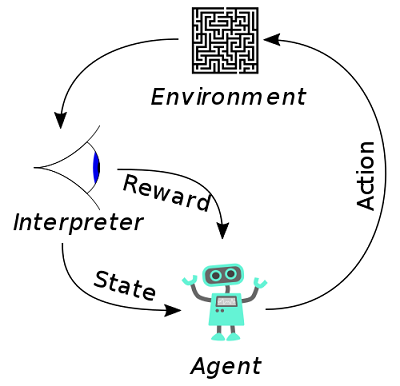 Environment
Reward
Action
Interpreter
State
Agent